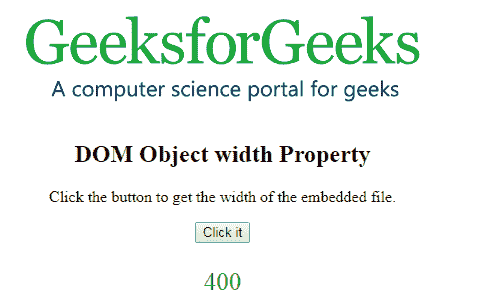 GeeksforGeeks
A computer science portal for geeks
DOM Object width Property
Click the button to get the width of the embedded file.
Click it
400